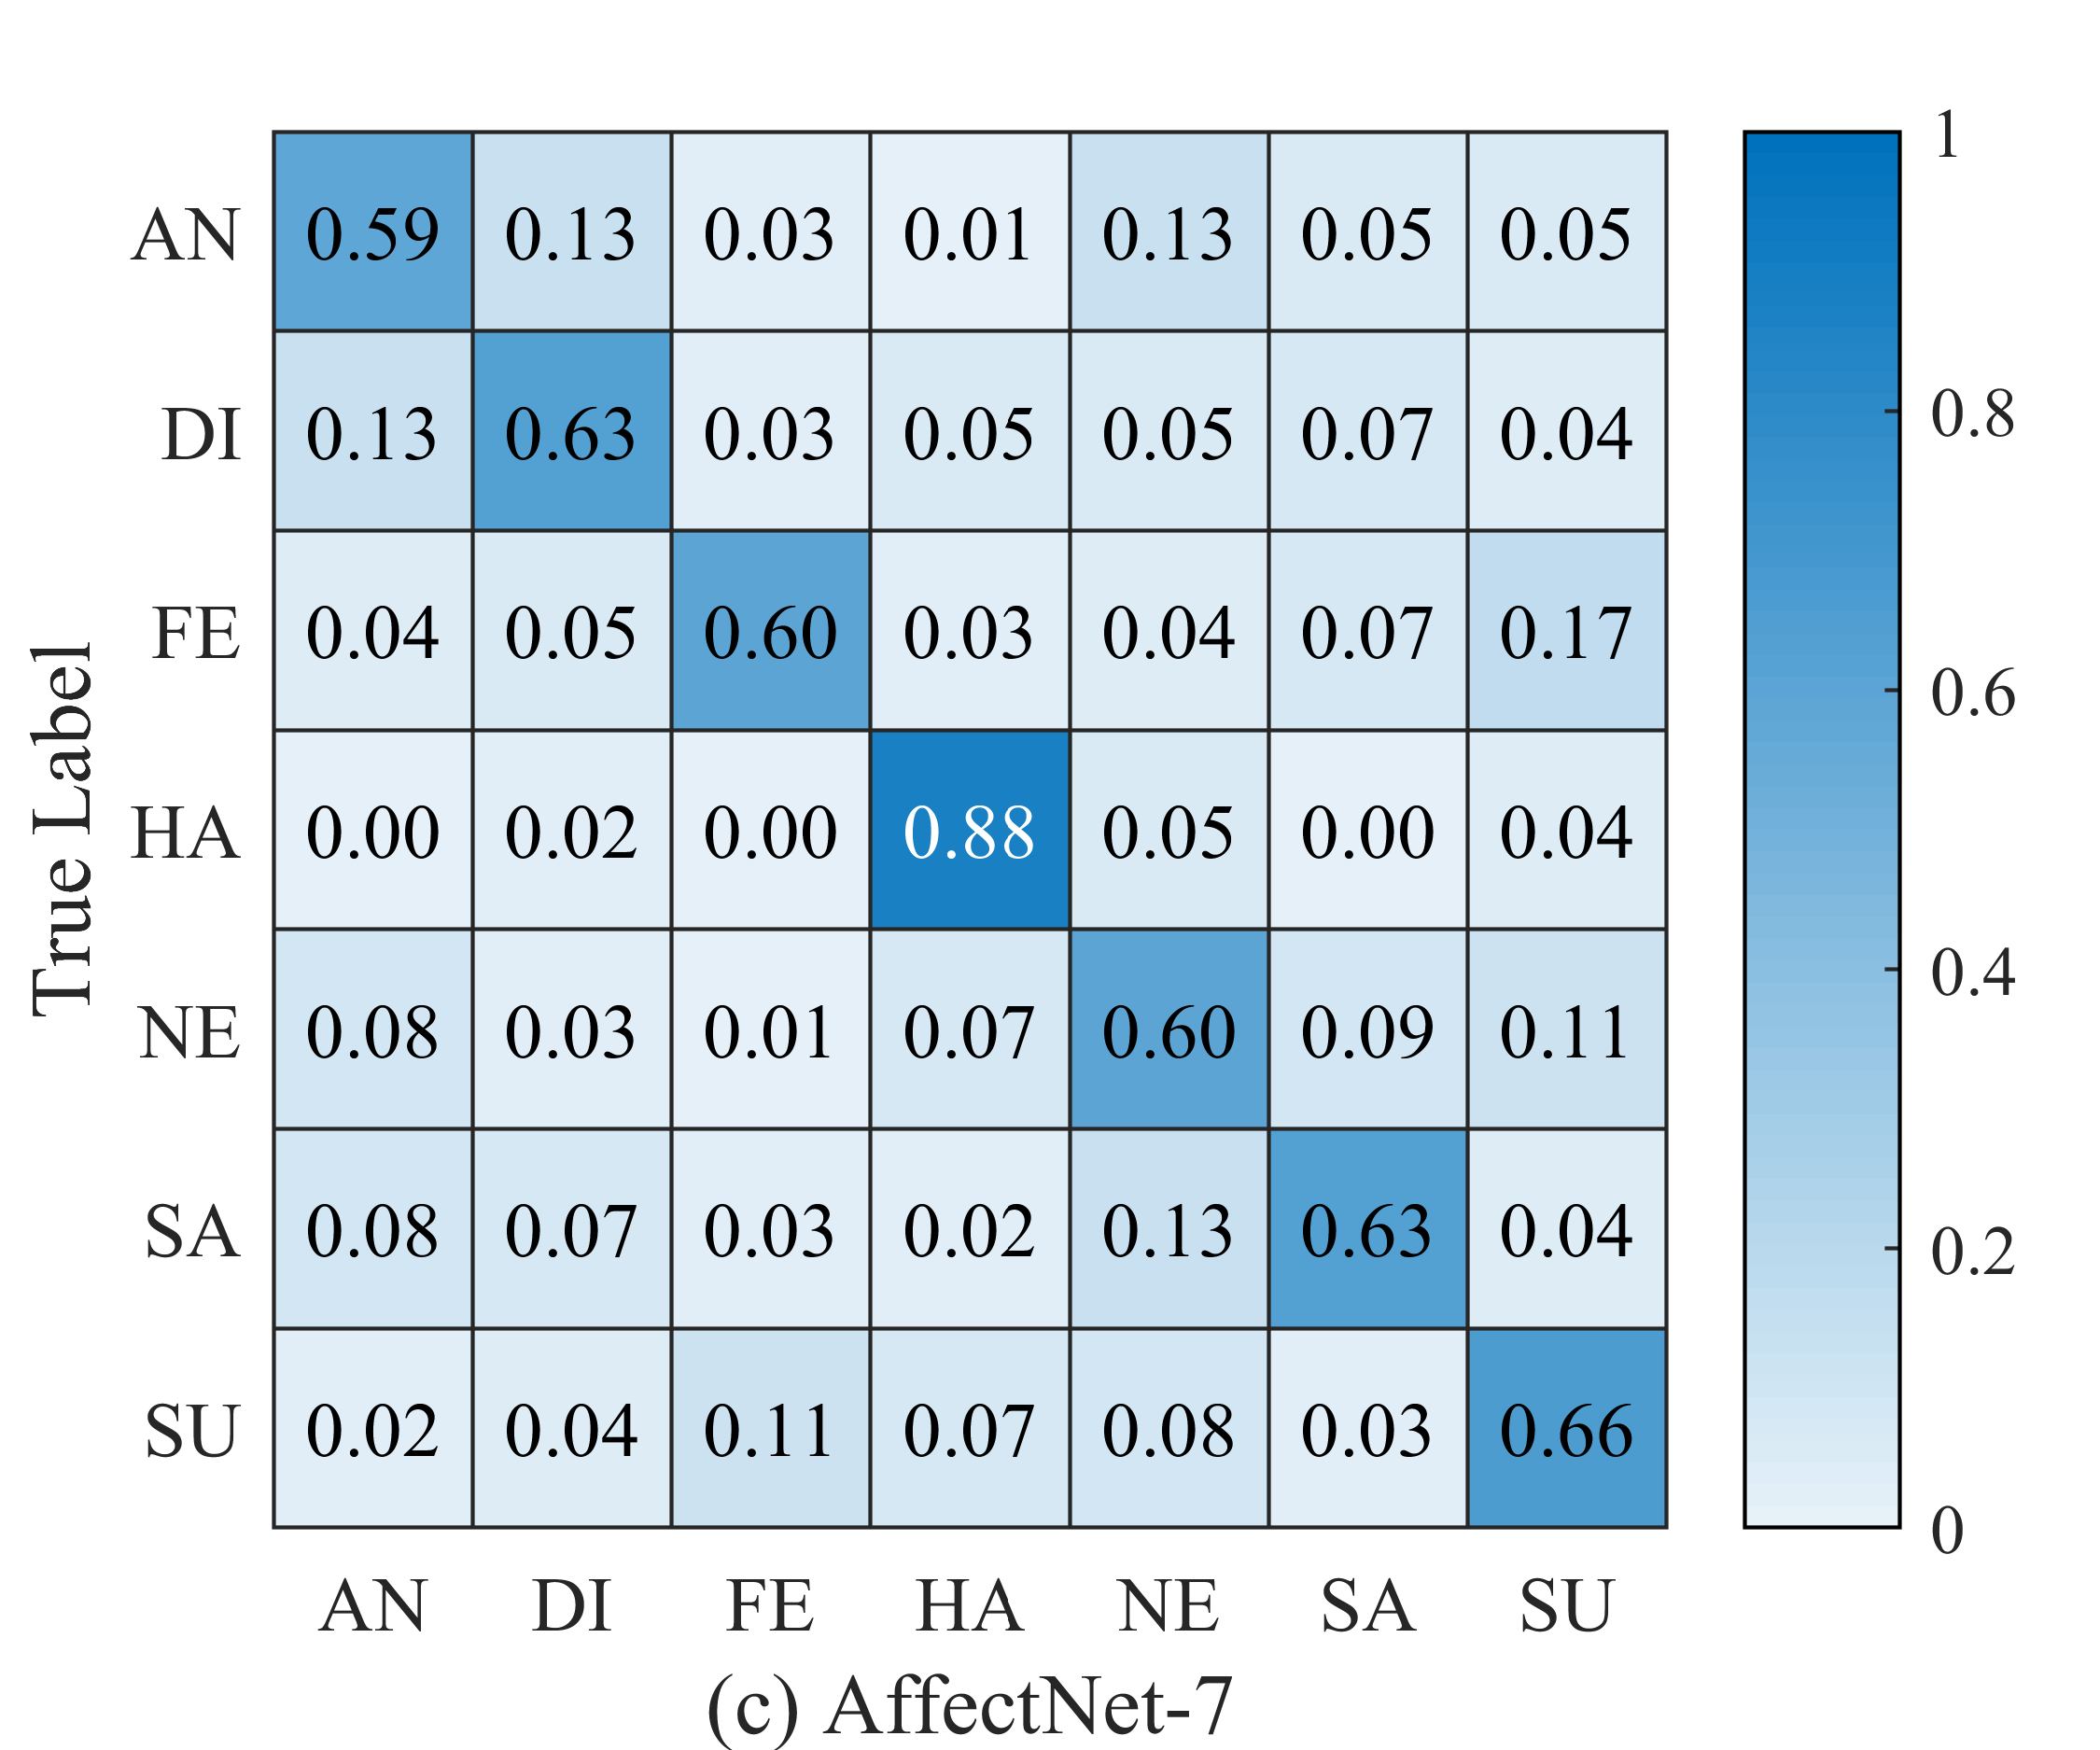 1
AN 0.59 0.13 0.03 0.01 0.13 0.05 0.05
DI 0.13 0.63 0.03 0.05 0.05 0.07 0.04
0.8
FE 0.04 0.05 0.60 0.03 0.04 0.07 0.17
0.6
True Label
HA 0.00 0.02 0.00 0.88 0.05 0.00 0.04
0.4
NE 0.08 0.03 0.01 0.07 0.60 0.09 0.11
SA 0.08 0.07 0.03 0.02 0.13 0.63 0.04
0.2
SU 0.02 0.04 0.11 0.07 0.08 0.03 0.66
0
AN DI FE HA NE SA SU
(c) AffectNet-7